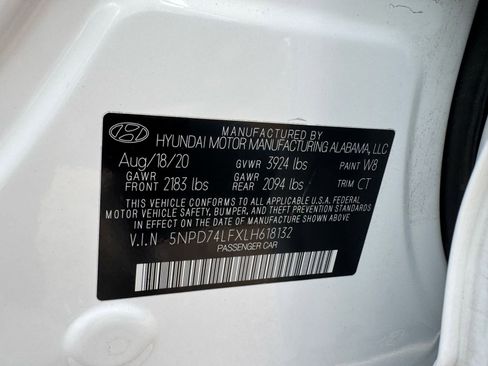 MANUFACTURED BY
HYUNDAI MOTOR MANUFACTURING ALABAMA, LLC
Aug/18/20 GVWR 3924 lbs PAINT W8
GAWR FRONT 2183 lbs GAWR REAR 2094 lbs TRIM CT
THIS VEHICLE CONFORMS TO ALL APPLICABLE U.S.A. FEDERAL
MOTOR VEHICLE SAFETY, BUMPER, AND THEFT PREVENTION STANDARDS
IN EFFECT ON THE DATE OF MANUFACTURE SHOWN ABOVE.
V.I.N 5NPD74LFXLH618132
PASSENGER CAR